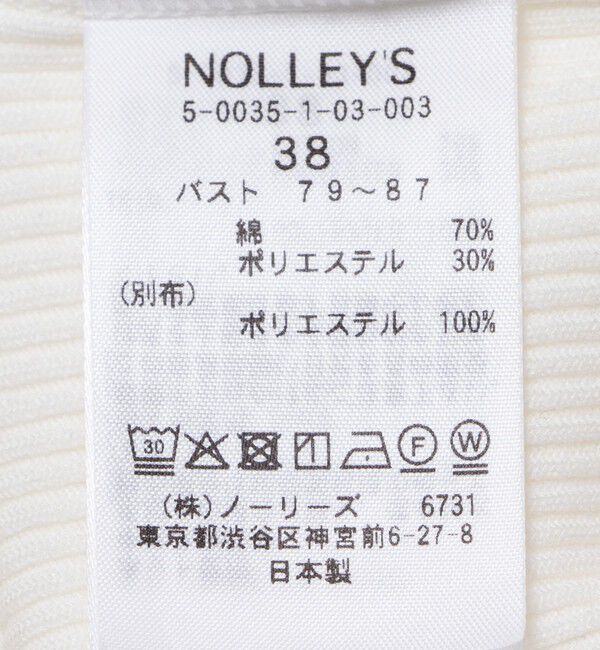 NOLLEY'S
5-0035-1-03-003
38
バスト 79〜87
綿 70%
ポリエステル 30%
(別布)
ポリエステル 100%
30 F W
(株)ノーリーズ 6731
東京都渋谷区神宮前6-27-8
日本製